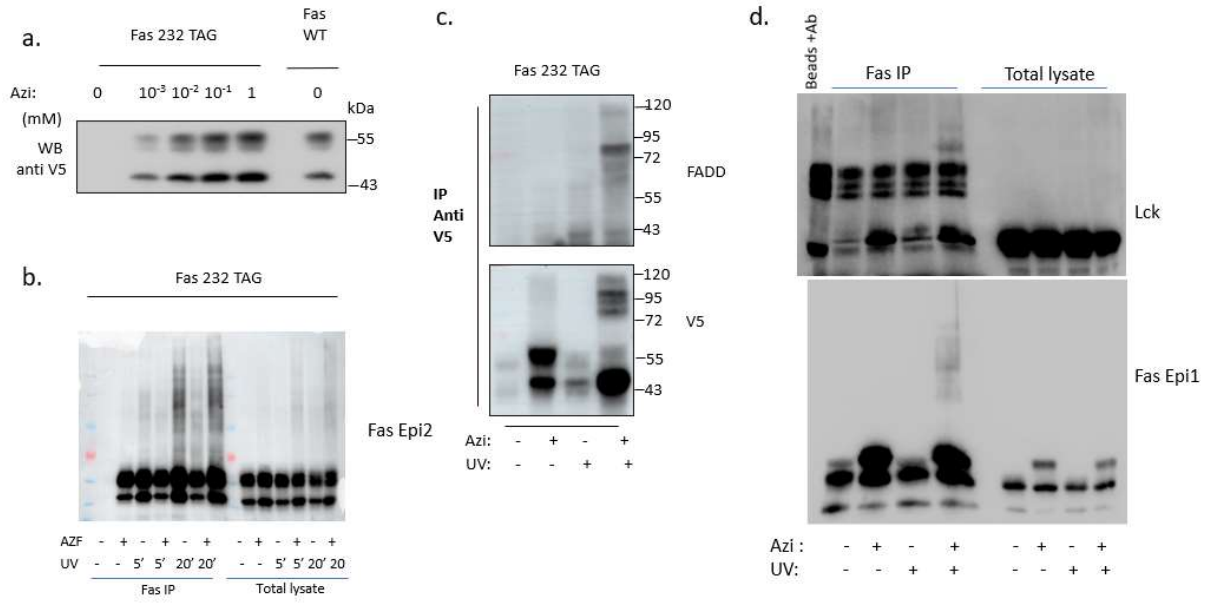 a.
Fas 232 TAG
Fas
WT
Azi:
(mM)
0 10⁻³ 10⁻² 10⁻¹ 1 0
kDa
WB
anti V5
55
43
b.
Fas 232 TAG
Fas Epi2
AZF - + - + - + - + - + - +
UV - - 5' 5' 20' 20' - - 5' 5' 20' 20
Fas IP Total lysate
c.
Fas 232 TAG
IP
Anti
V5
120
95
72
55
43
FADD
120
95
72
55
43
V5
Azi: - + - +
UV: - - + +
d.
Beads +Ab
Fas IP Total lysate
Lck
Fas Epi1
Azi : - + - + - + - +
UV: - - + + - - + +